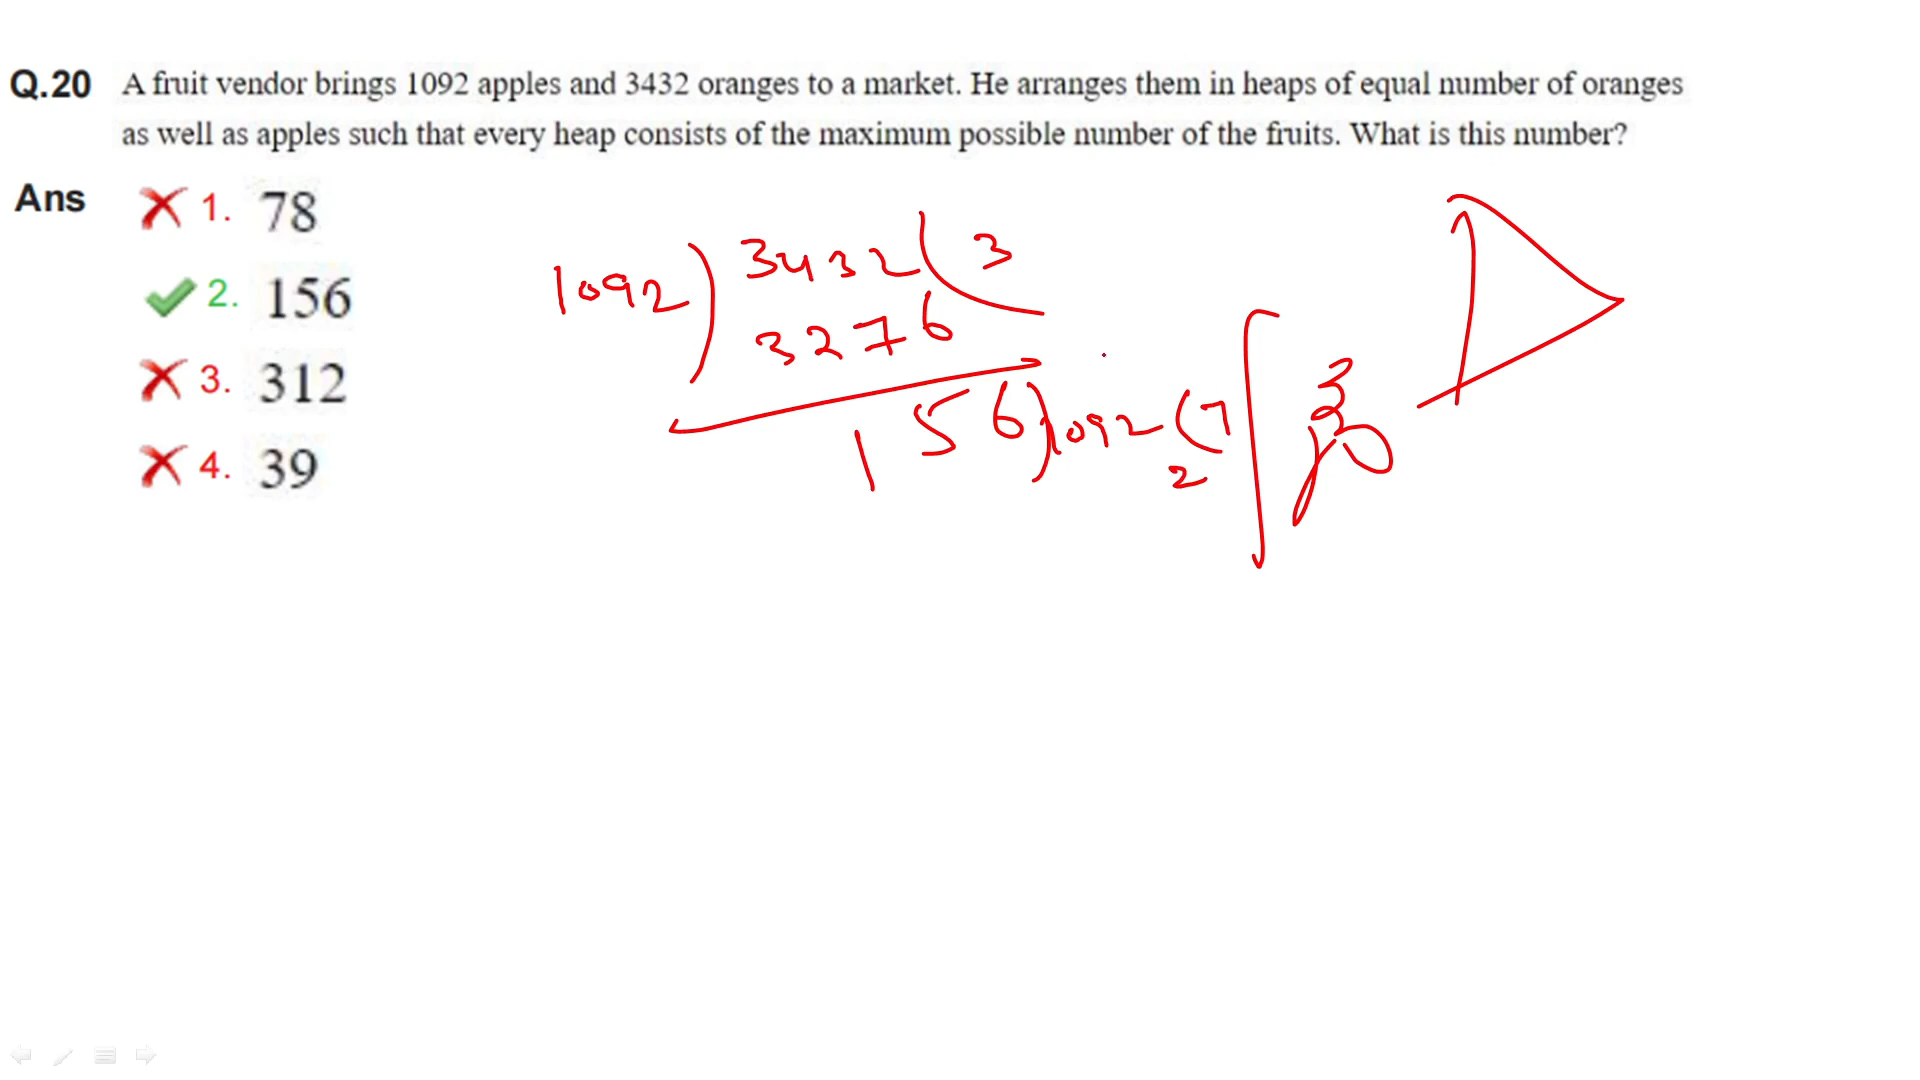 Q.20 A fruit vendor brings 1092 apples and 3432 oranges to a market. He arranges them in heaps of equal number of oranges
as well as apples such that every heap consists of the maximum possible number of the fruits. What is this number?
Ans 1. 78
2. 156
3. 312
4. 39
1092) 3432 ( 3
3276
156) 1092 (7
2